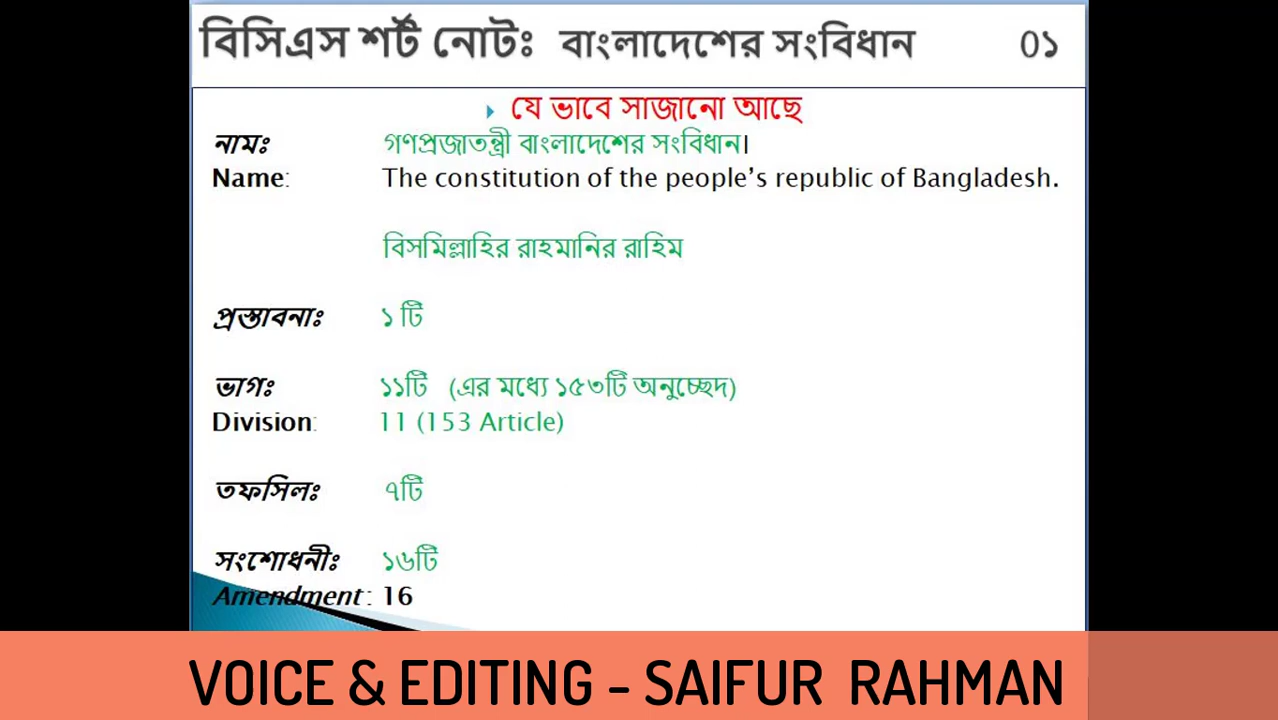 বিসিএস শর্ট নোটঃ বাংলাদেশের সংবিধান 0১
যে ভাবে সাজানো আছে
নামঃ গণপ্রজাতন্ত্রী বাংলাদেশের সংবিধান।
Name: The constitution of the people’s republic of Bangladesh.
বিসমিল্লাহির রাহমানির রাহিম
প্রস্তাবনাঃ ১ টি
ভাগঃ ১১টি (এর মধ্যে ১৫৩টি অনুচ্ছেদ)
Division: 11 (153 Article)
তফসিলঃ ৭টি
সংশোধনীঃ ১৬টি
Amendment: 16
VOICE & EDITING - SAIFUR RAHMAN